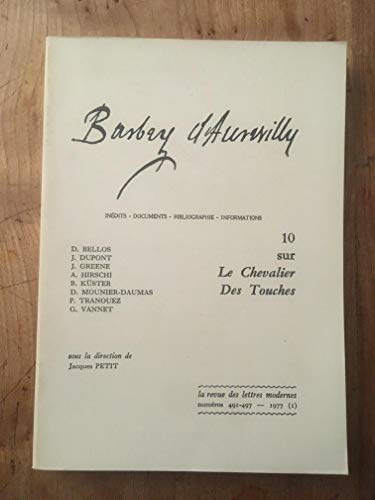 Barbey d'Aurevilly
INÉDITS - DOCUMENTS - BIBLIOGRAPHIE - INFORMATIONS
D. BELLOS
J. DUPONT
J. GREENE
A. HIRSCHI
B. KÜSTER
D. MOUNIER-DAUMAS
P. TRANOUEZ
G. VANNET
10
sur
Le Chevalier
Des Touches
sous la direction de
Jacques PETIT
la revue des lettres modernes
numéros 491-497 — 1977 (1)